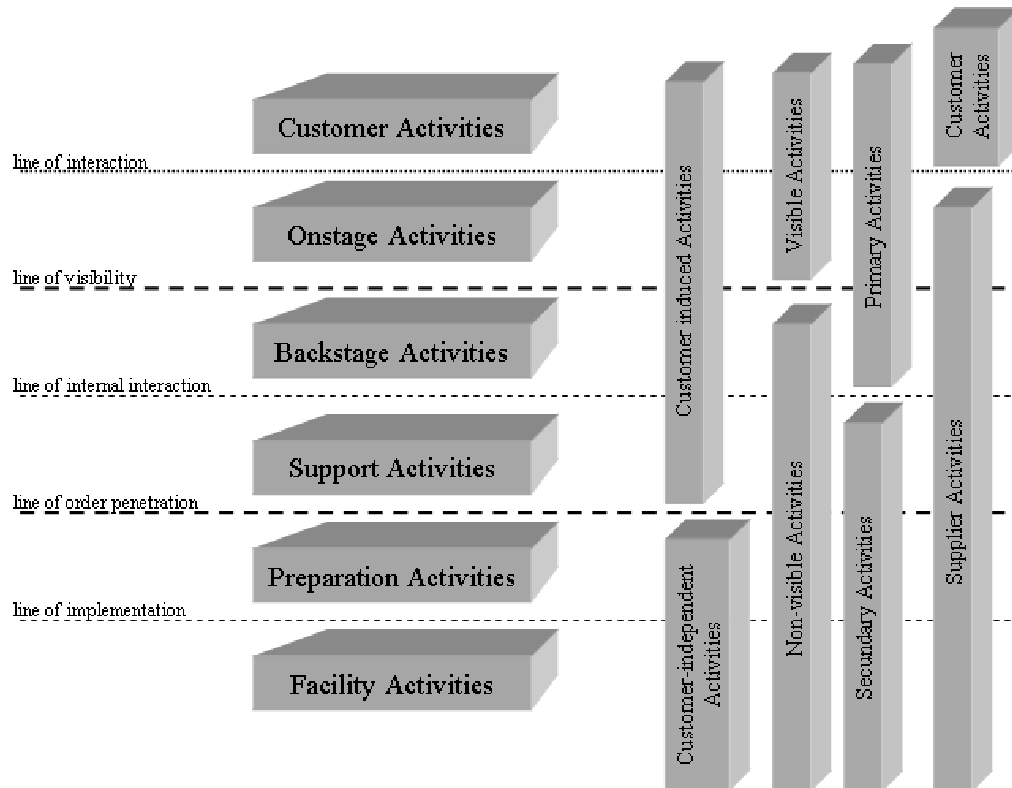 Customer Activities
line of interaction
Onstage Activities
line of visibility
Backstage Activities
line of internal interaction
Support Activities
line of order penetration
Preparation Activities
line of implementation
Facility Activities
Customer induced Activities
Customer-independent
Activities
Visible Activities
Non-visible Activities
Primary Activities
Secundary Activities
Customer
Activities
Supplier Activities